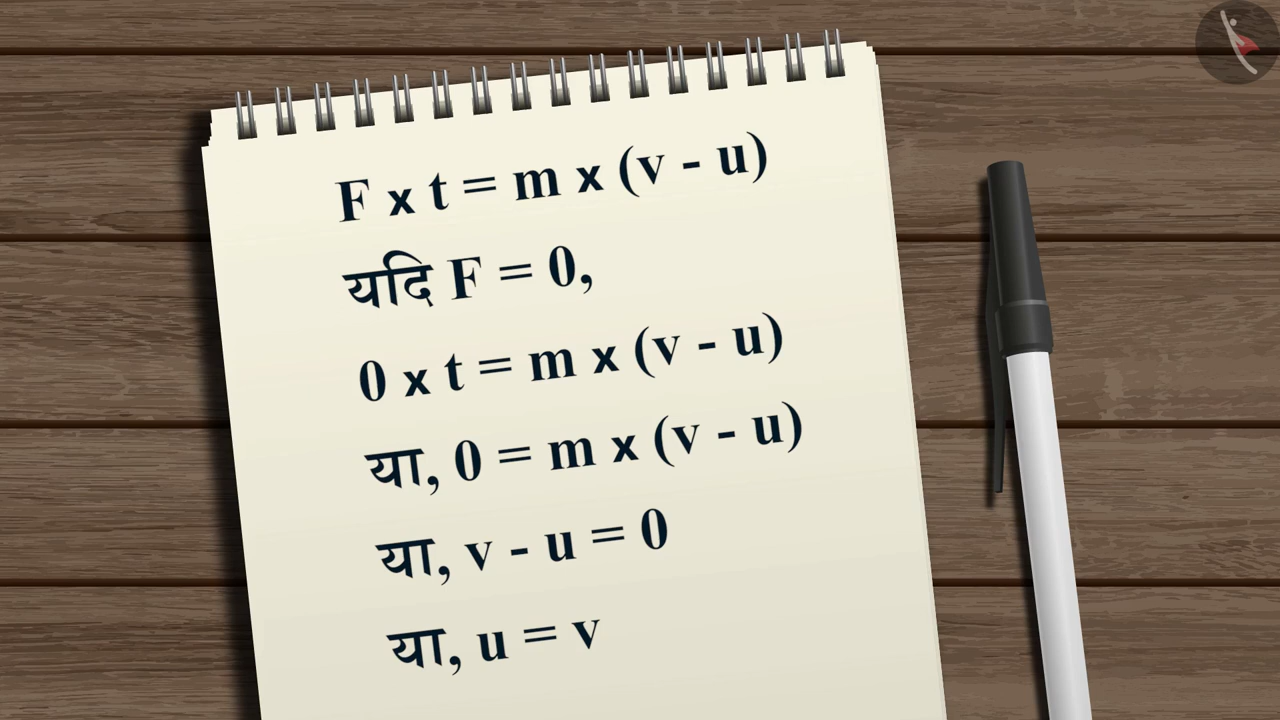 F x t = m x (v - u)
यदि F = 0,
0 x t = m x (v - u)
या, 0 = m x (v - u)
या, v - u = 0
या, u = v